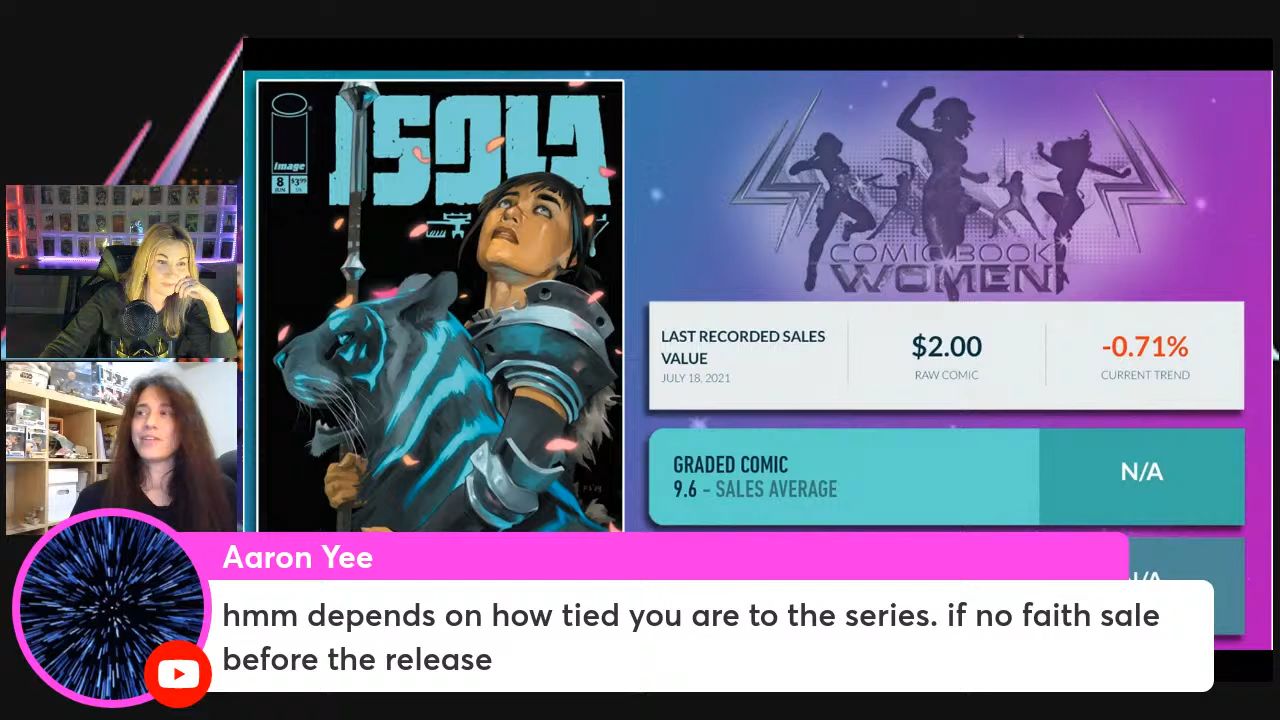 ISOLA
image
8 $3.99
JUN US
COMIC BOOK
WOMEN
LAST RECORDED SALES
VALUE
JULY 18, 2021
$2.00
RAW COMIC
-0.71%
CURRENT TREND
GRADED COMIC
9.6 - SALES AVERAGE
N/A
Aaron Yee
hmm depends on how tied you are to the series. if no faith sale
before the release